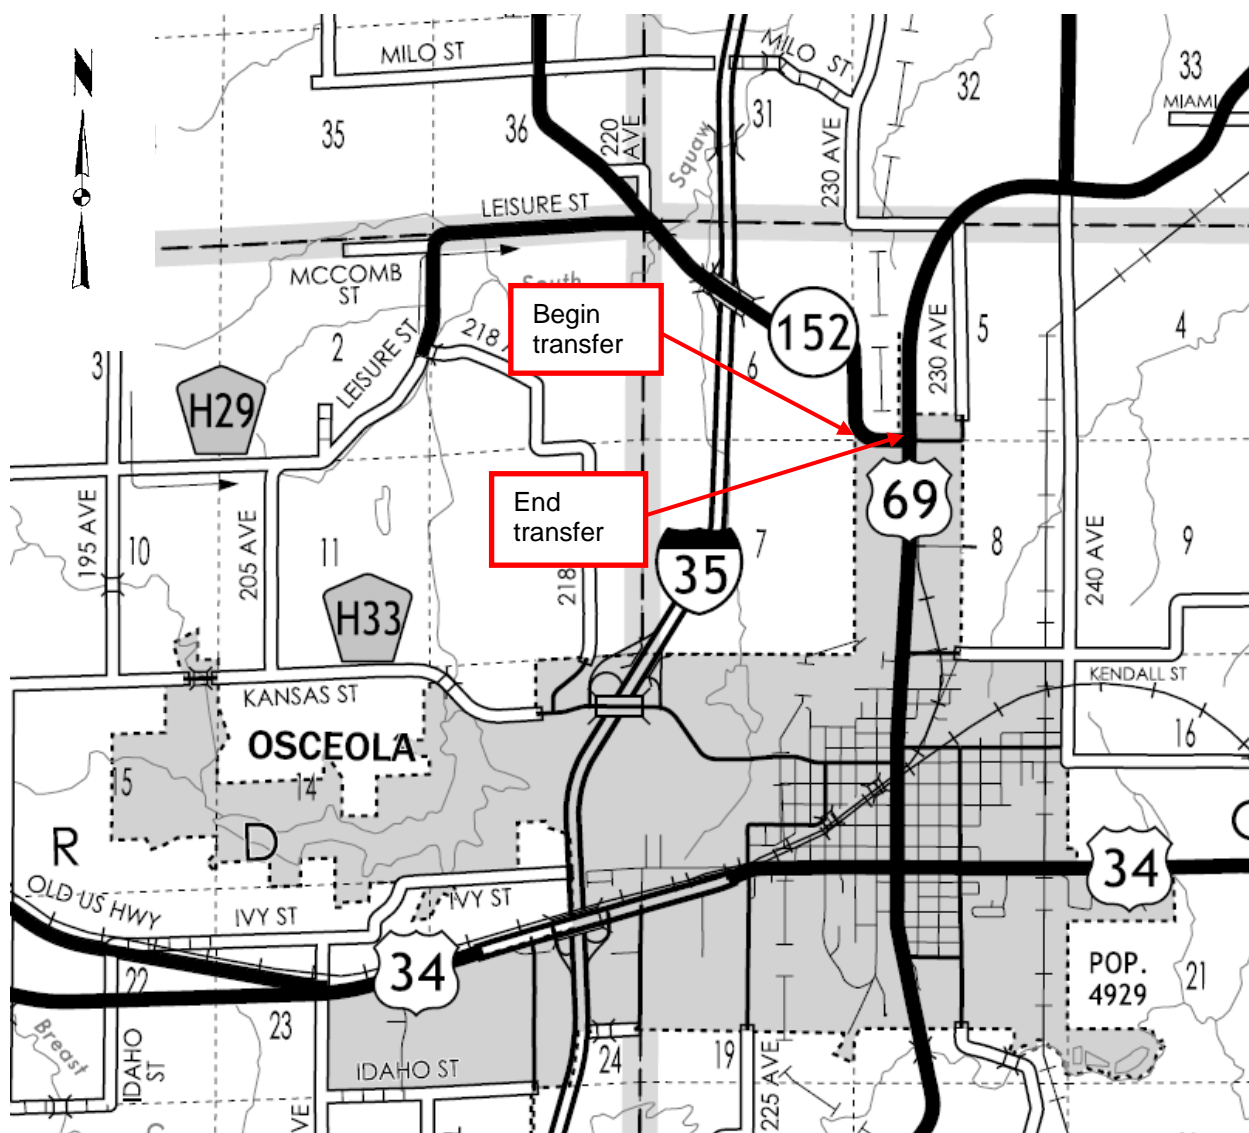 N
MILO ST
MILO ST
31
32
33
MIAMI
35
36
220
AVE
Squaw
230 AVE
LEISURE ST
MCCOMB
ST
South
Begin
transfer
152
230 AVE
5
4
3
2
LEISURE ST
218 A
6
H29
End
transfer
69
195 AVE
10
205 AVE
11
218
35
7
8
240 AVE
9
H33
KANSAS ST
KENDALL ST
OSCEOLA
16
15
14
R
D
C
34
OLD US HWY
IVY ST
IVY ST
34
POP.
4929
22
21
23
Breast
IDAHO
ST
IDAHO ST
24
19
225 AVE
VE